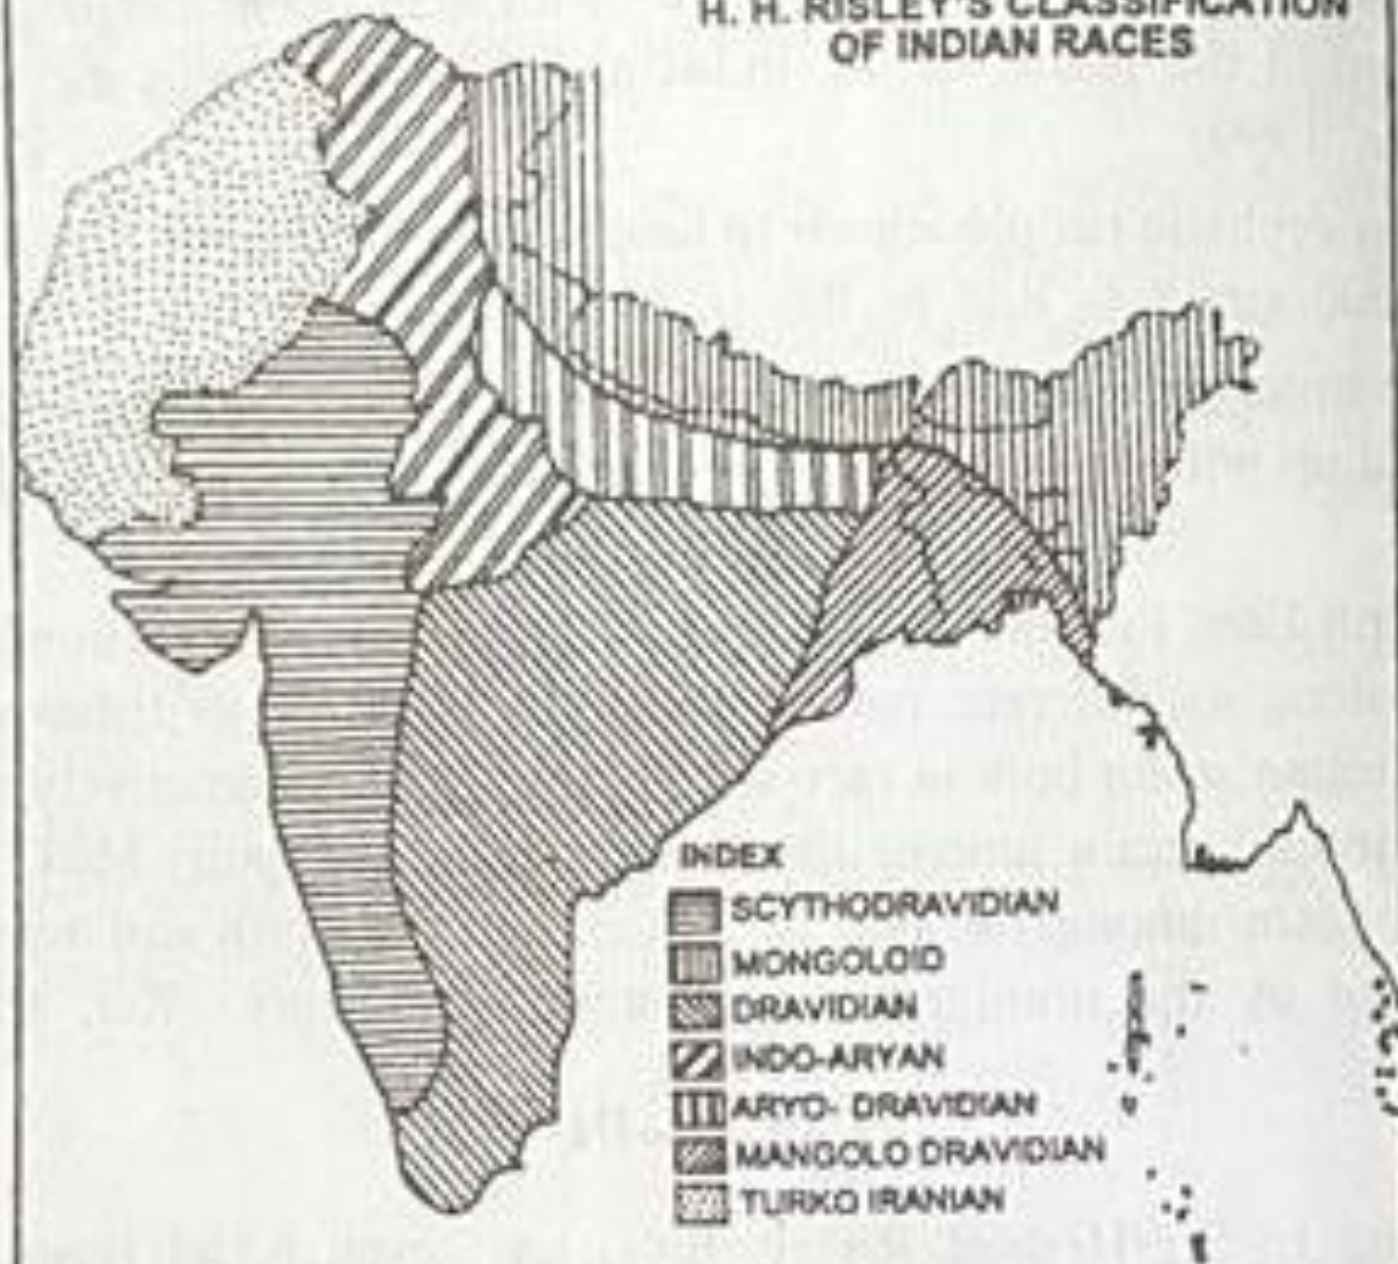 H. H. RISLEY'S CLASSIFICATION
OF INDIAN RACES
INDEX
SCYTHODRAVIDIAN
MONGOLOID
DRAVIDIAN
INDO-ARYAN
ARYO- DRAVIDIAN
MANGOLO DRAVIDIAN
TURKO IRANIAN